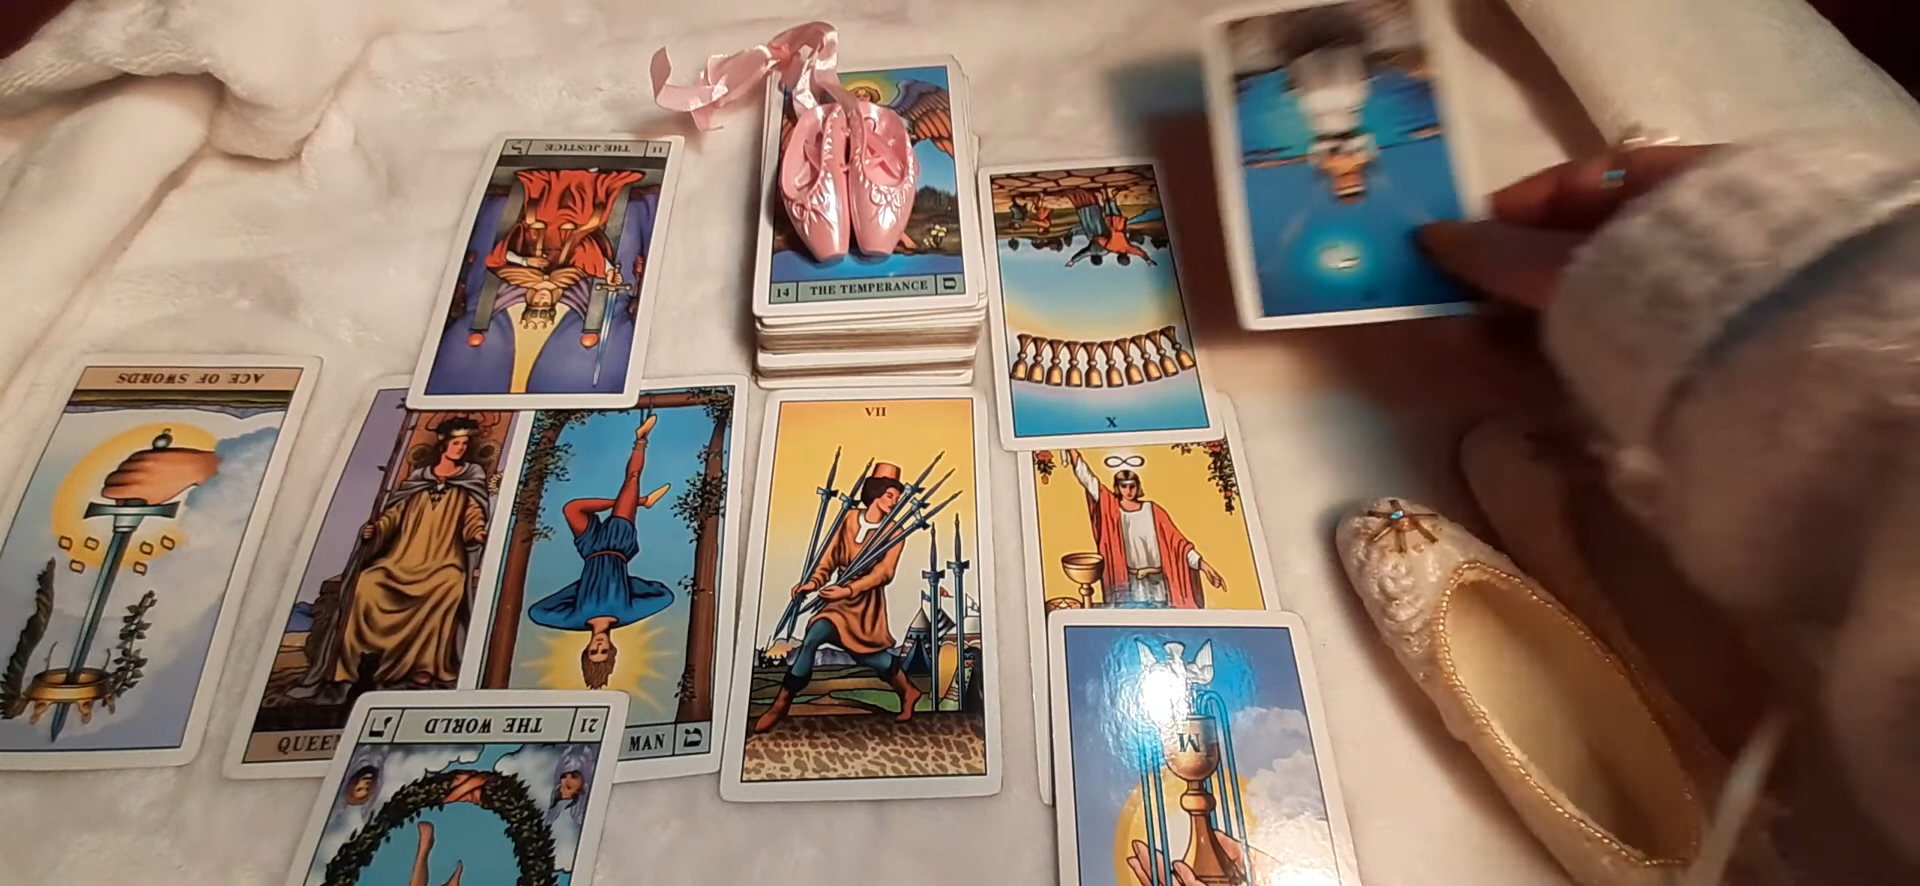 11 THE JUSTICE ל
14 THE TEMPERANCE ס
ACE OF SWORDS
VII
X
QUEEN
MAN מ
21 THE WORLD ת
M